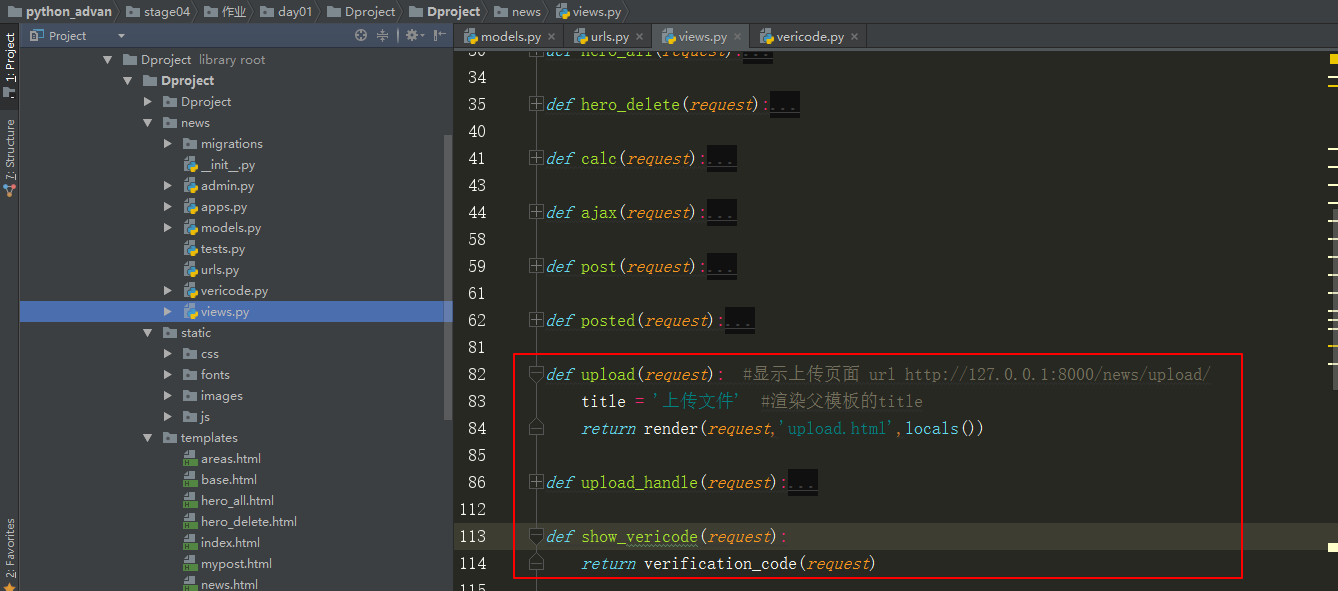 python_advan stage04 作业 day01 Dproject Dproject news views.py
Project
models.py urls.py views.py vericode.py
1: Project
7: Structure
2: Favorites
Dproject library root
Dproject
Dproject
news
migrations
__init__.py
admin.py
apps.py
models.py
tests.py
urls.py
vericode.py
views.py
static
css
fonts
images
js
templates
areas.html
base.html
hero_all.html
hero_delete.html
index.html
mypost.html
news.html
30 def hero_all(request):...
34
35 def hero_delete(request):...
40
41 def calc(request):...
43
44 def ajax(request):...
58
59 def post(request):...
61
62 def posted(request):...
81
82 def upload(request): #显示上传页面 url http://127.0.0.1:8000/news/upload/
83 title = '上传文件' #渲染父模板的title
84 return render(request,'upload.html',locals())
85
86 def upload_handle(request):...
112
113 def show_vericode(request):
114 return verification_code(request)
115